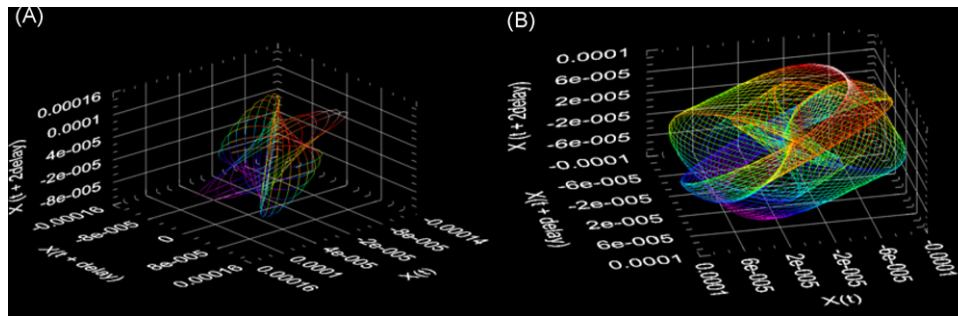 (A)
X (t + 2delay)
0.00016
0.0001
4e-005
-2e-005
-8e-005
-0.00016
-8e-005
0
8e-005
0.00016
X(t + delay)
0.00016
0.0001
4e-005
-2e-005
-8e-005
-0.00014
X(t)
(B)
X (t + 2delay)
0.0001
6e-005
2e-005
-2e-005
-6e-005
-0.0001
-6e-005
-2e-005
2e-005
6e-005
0.0001
X(t + delay)
0.0001
6e-005
2e-005
-2e-005
-6e-005
-0.0001
X(t)